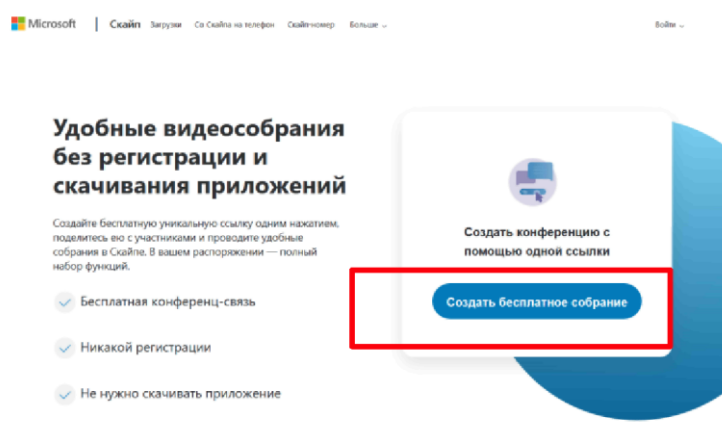 Microsoft | Скайп Загрузки Со Скайпа на телефон Скайп-номер Больше Войти
Удобные видеособрания
без регистрации и
скачивания приложений
Создайте бесплатную уникальную ссылку одним нажатием,
поделитесь ею с участниками и проводите удобные
собрания в Скайпе. В вашем распоряжении — полный
набор функций.
Бесплатная конференц-связь
Никакой регистрации
Не нужно скачивать приложение
Создать конференцию с
помощью одной ссылки
Создать бесплатное собрание